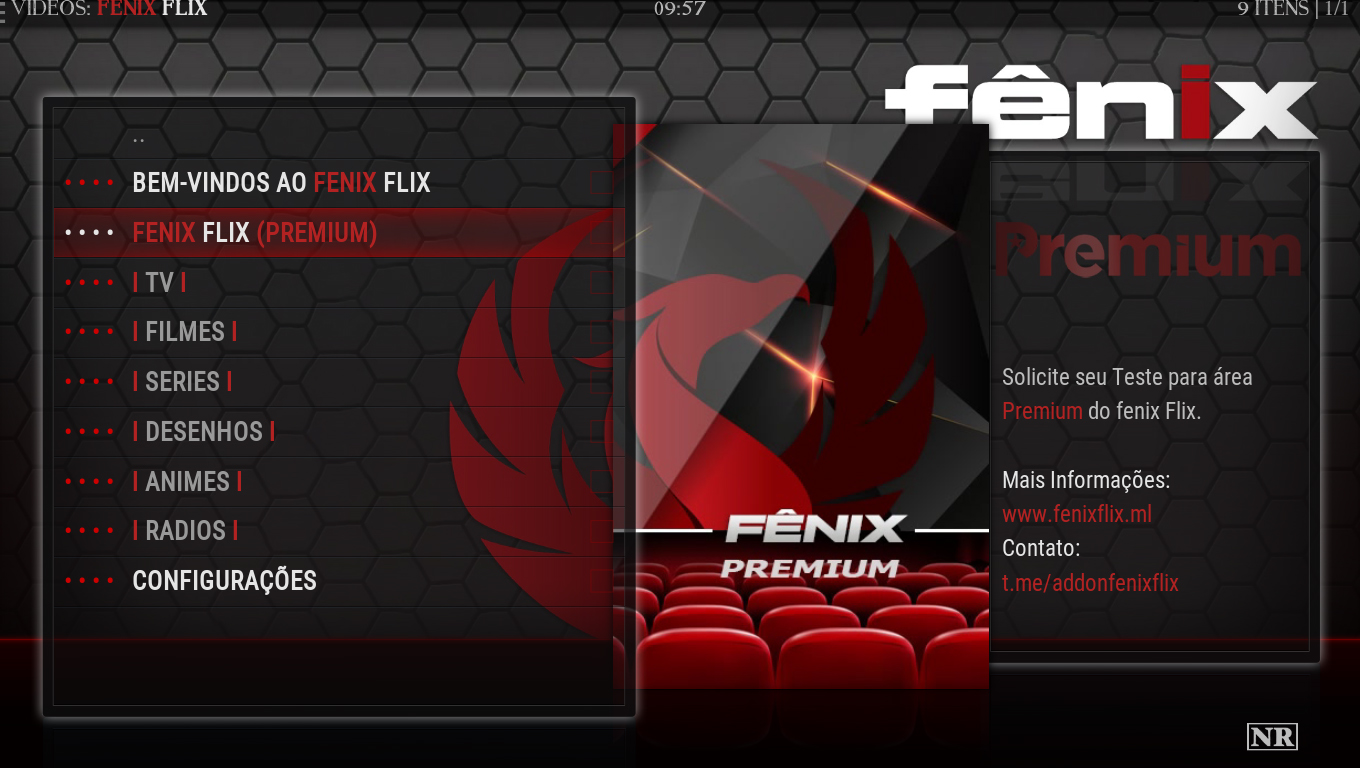 VÍDEOS: FENIX FLIX
09:57
9 ITENS | 1/1
fênix
..
BEM-VINDOS AO FENIX FLIX
FENIX FLIX (PREMIUM)
| TV |
| FILMES |
| SERIES |
| DESENHOS |
| ANIMES |
| RADIOS |
CONFIGURAÇÕES
FÊNIX
PREMIUM
Premium
Solicite seu Teste para área
Premium do fenix Flix.
Mais Informações:
www.fenixflix.ml
Contato:
t.me/addonfenixflix
NR